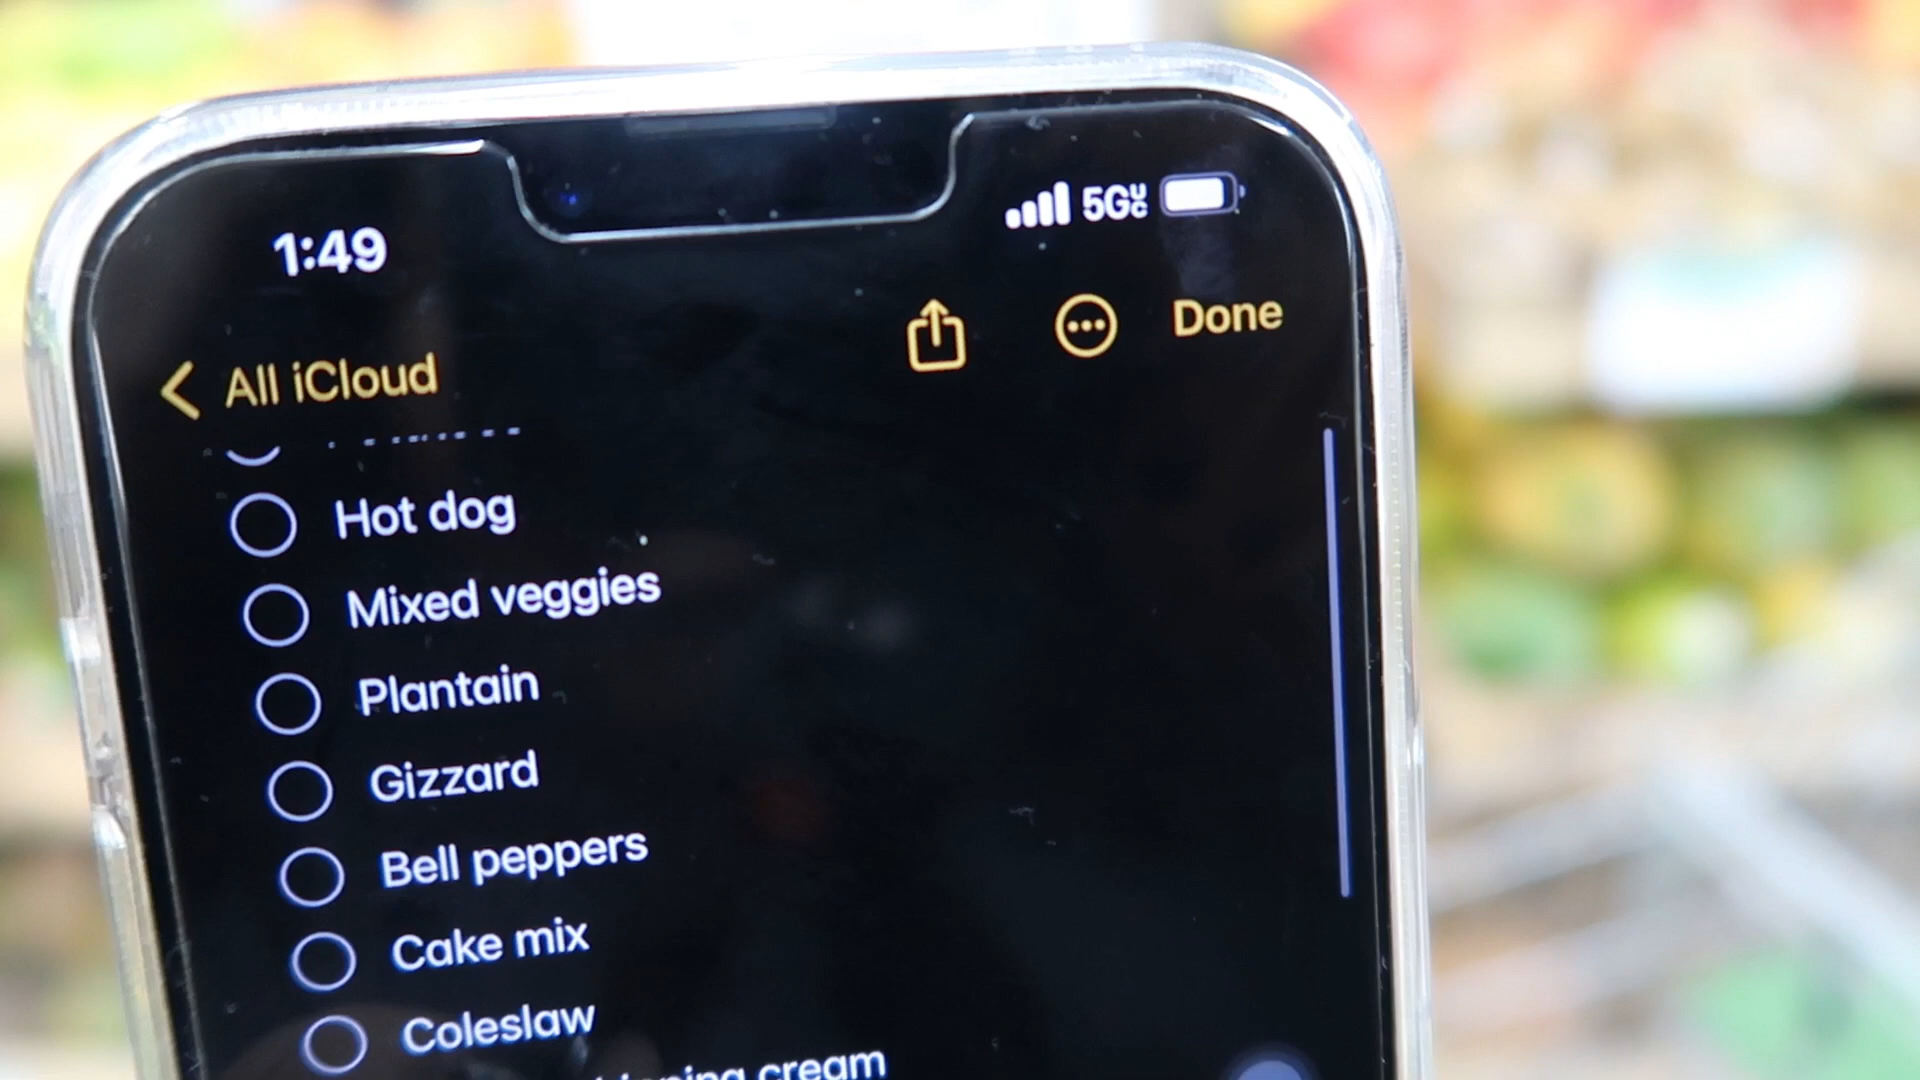 1:49
5G UC
All iCloud
Done
Hot dog
Mixed veggies
Plantain
Gizzard
Bell peppers
Cake mix
Coleslaw
cream